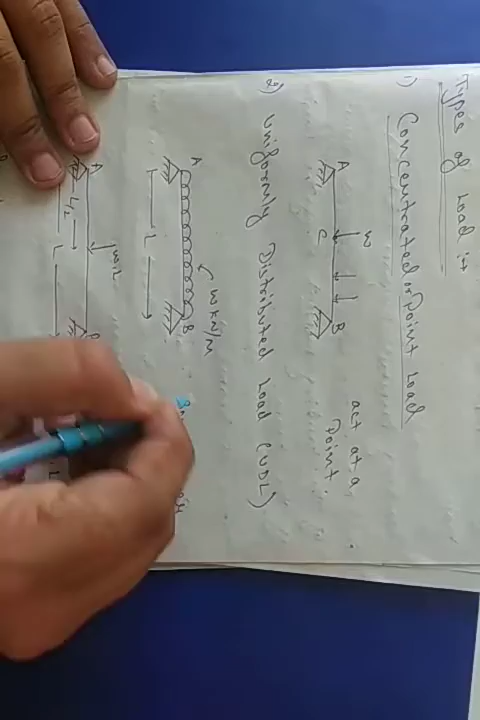 Types of Load :→
1) Concentrated or Point Load
W
A C B
act at a
Point.
2) Uniformly Distributed Load (UDL)
W kN/m
A B
L
W.L
A
L/2
L